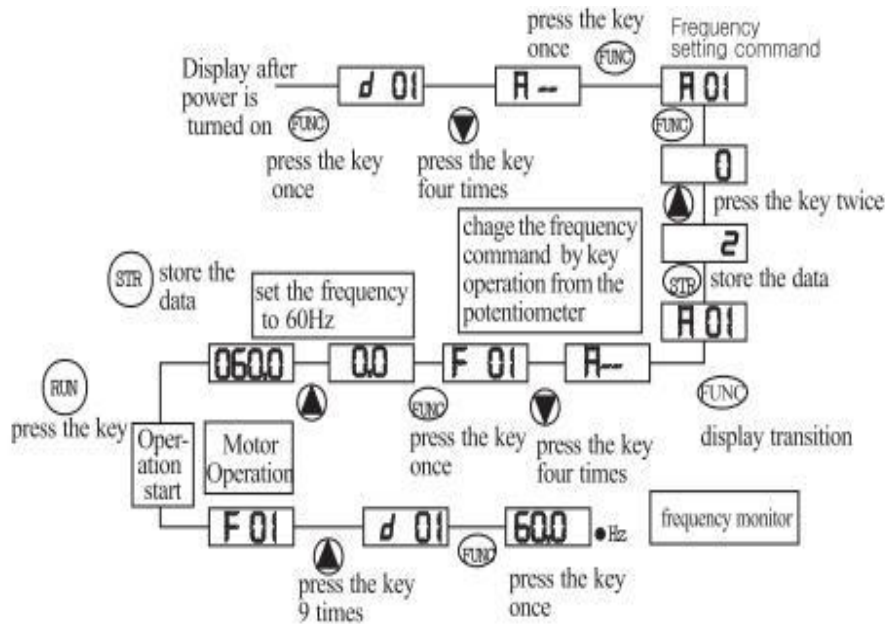 press the key
once
FUNC
Frequency
setting command
Display after
power is
turned on
d 01
A --
A 01
FUNC
press the key
once
press the key
four times
FUNC
0
press the key twice
2
STR
store the data
A 01
chage the frequency
command by key
operation from the
potentiometer
STR
store the
data
set the frequency
to 60Hz
060.0
0.0
F 01
A---
FUNC
display transition
RUN
press the key
FUNC
press the key
once
press the key
four times
Oper-
ation
start
Motor
Operation
F 01
d 01
60.0
Hz
frequency monitor
press the key
9 times
FUNC
press the key
once